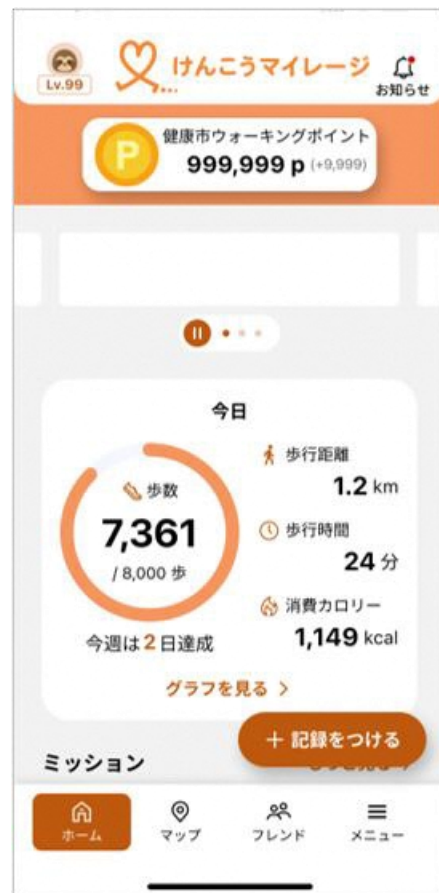 Lv.99
けんこうマイレージ
お知らせ
P
健康市ウォーキングポイント
999,999 p (+9,999)
今日
歩数
7,361
/ 8,000 歩
今週は2日達成
歩行距離
1.2 km
歩行時間
24 分
消費カロリー
1,149 kcal
グラフを見る >
+ 記録をつける
ミッション
ホーム
マップ
フレンド
メニュー